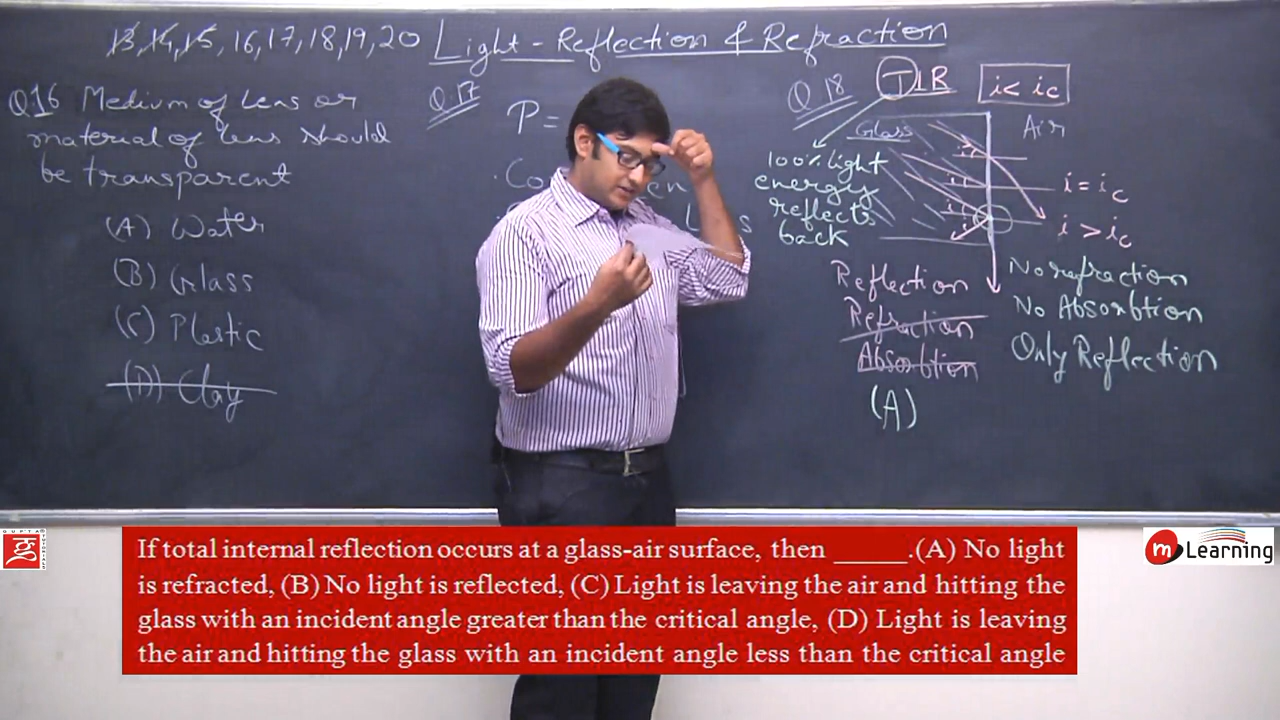 13, 14, 15, 16, 17, 18, 19, 20 Light - Reflection & Refraction
Q16 Medium of lens or
material of lens should
be transparent
(A) Water
(B) Glass
(C) Plastic
(D) Clay
Q 17
P =
Q 18
TIR
i < ic
Glass
Air
100% light
energy
reflects
back
i = ic
i > ic
Reflection
Refraction
Absorbtion
(A)
No refraction
No Absorbtion
Only Reflection
If total internal reflection occurs at a glass-air surface, then _____.(A) No light
is refracted, (B) No light is reflected, (C) Light is leaving the air and hitting the
glass with an incident angle greater than the critical angle, (D) Light is leaving
the air and hitting the glass with an incident angle less than the critical angle
GUPTA
m Learning